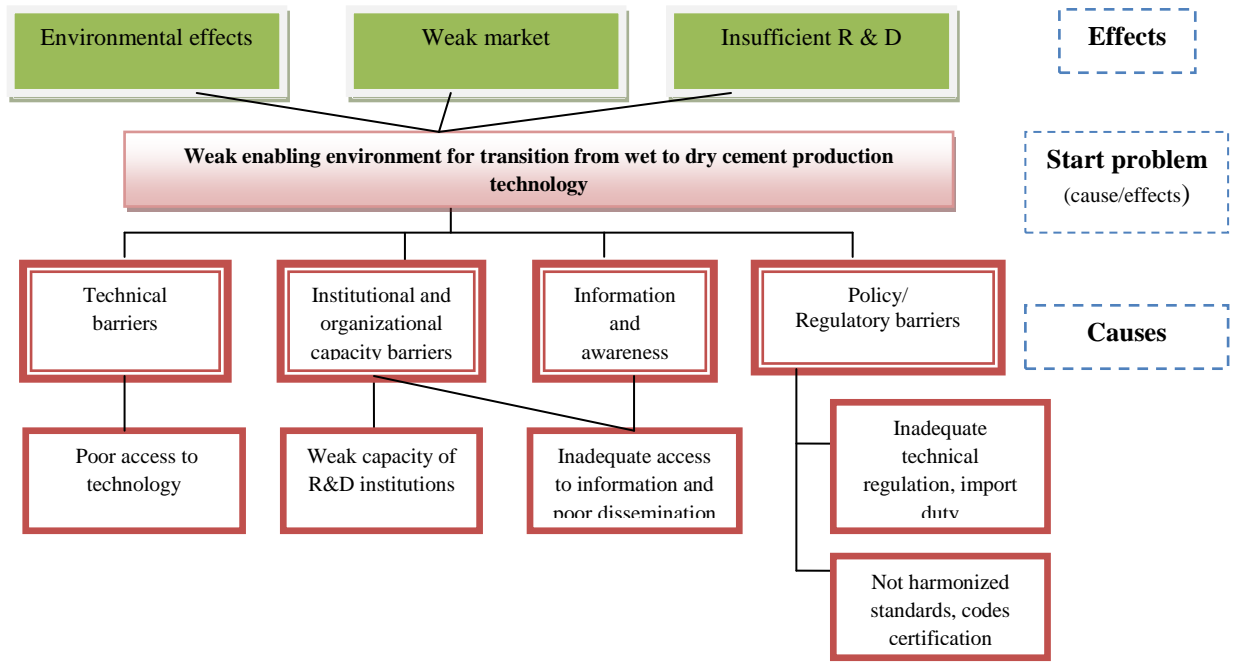 Environmental effects
Weak market
Insufficient R & D
Effects
Weak enabling environment for transition from wet to dry cement production
technology
Start problem
(cause/effects)
Technical
barriers
Institutional and
organizational
capacity barriers
Information
and
awareness
Policy/
Regulatory barriers
Causes
Poor access to
technology
Weak capacity of
R&D institutions
Inadequate access
to information and
poor dissemination
Inadequate
technical
regulation, import
duty
Not harmonized
standards, codes
certification